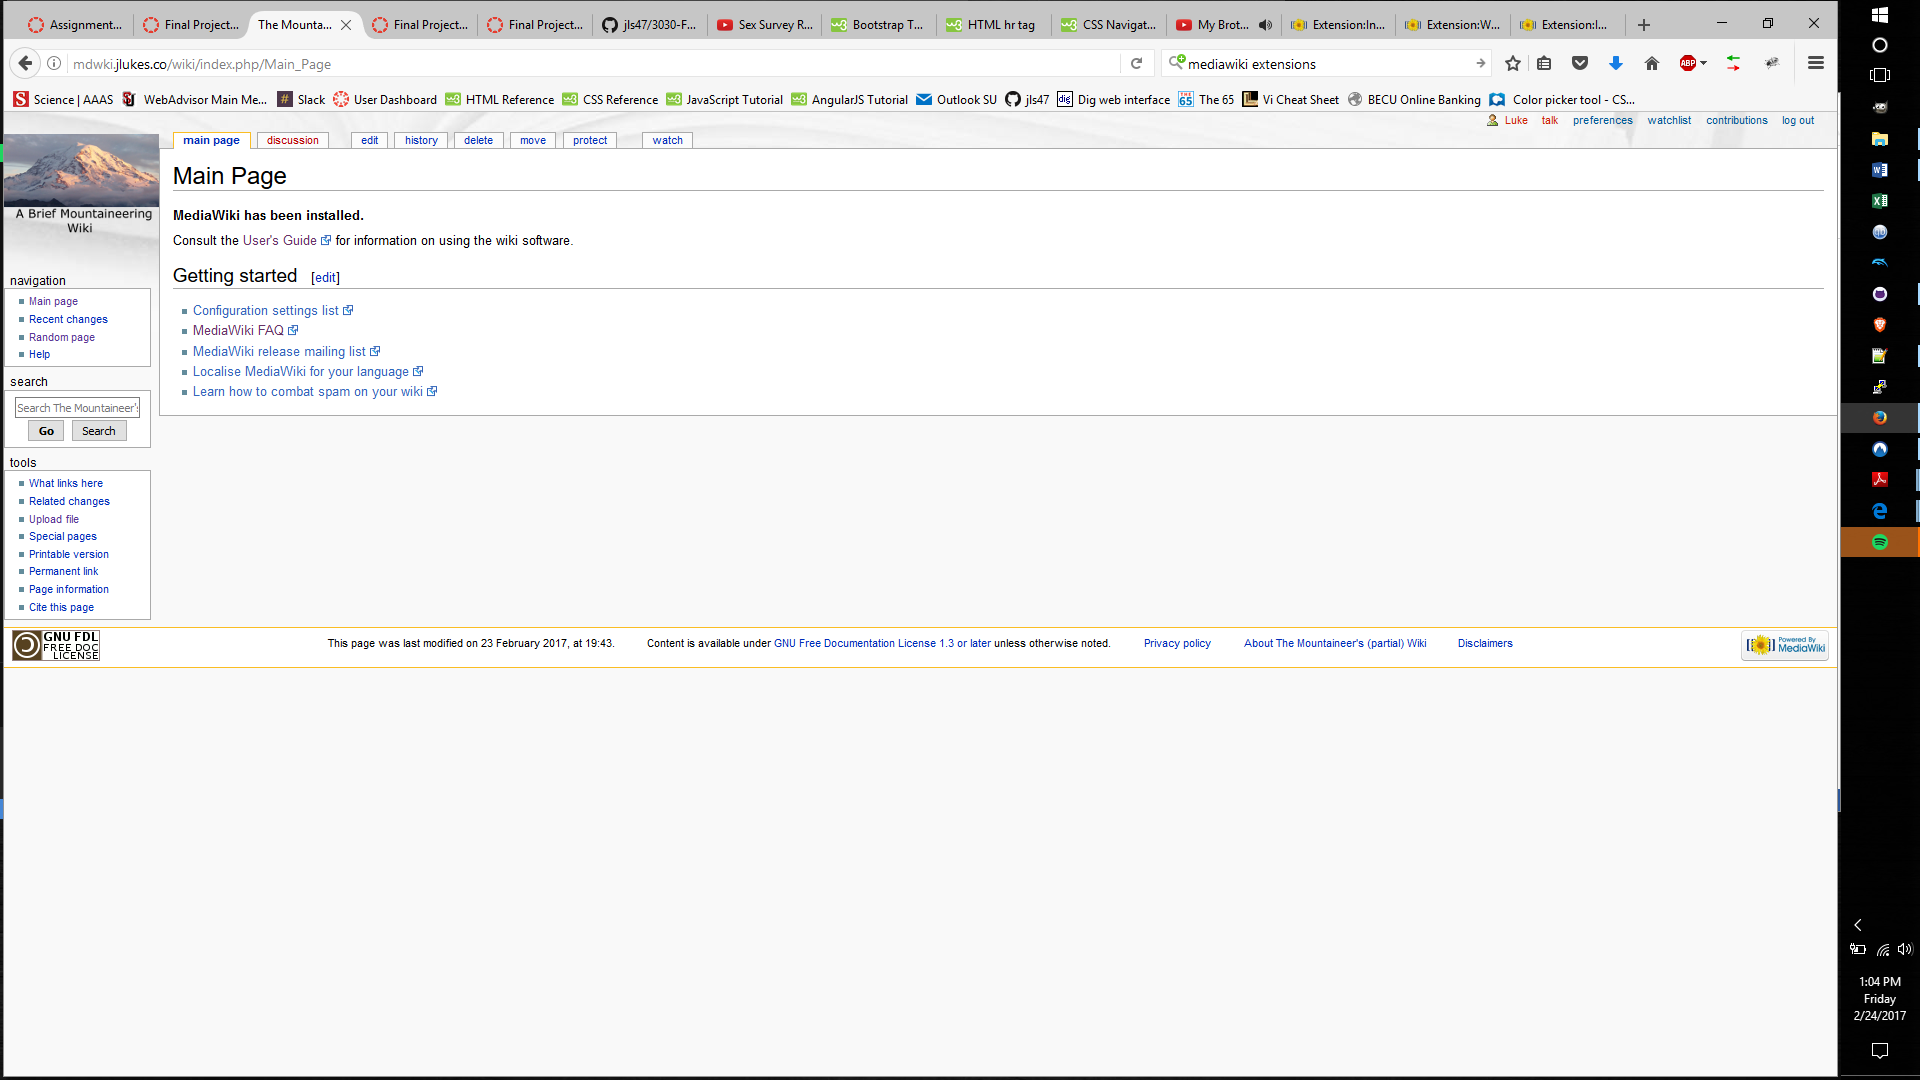 Assignment... Final Project... The Mounta... Final Project... Final Project... jls47/3030-F... Sex Survey R... Bootstrap T... HTML hr tag CSS Navigat... My Brot... Extension:In... Extension:W... Extension:I...
mdwki.jlukes.co/wiki/index.php/Main_Page mediawiki extensions ABP
Science | AAAS WebAdvisor Main Me... Slack User Dashboard HTML Reference CSS Reference JavaScript Tutorial AngularJS Tutorial Outlook SU jls47 Dig web interface The 65 Vi Cheat Sheet BECU Online Banking Color picker tool - CS...
Luke talk preferences watchlist contributions log out
main page discussion edit history delete move protect watch
A Brief Mountaineering
Wiki
Main Page
MediaWiki has been installed.
Consult the User's Guide for information on using the wiki software.
Getting started [edit]
Configuration settings list
MediaWiki FAQ
MediaWiki release mailing list
Localise MediaWiki for your language
Learn how to combat spam on your wiki
navigation
Main page
Recent changes
Random page
Help
search
Search The Mountaineer's
Go Search
tools
What links here
Related changes
Upload file
Special pages
Printable version
Permanent link
Page information
Cite this page
GNU FDL
FREE DOC
LICENSE
This page was last modified on 23 February 2017, at 19:43. Content is available under GNU Free Documentation License 1.3 or later unless otherwise noted. Privacy policy About The Mountaineer's (partial) Wiki Disclaimers
Powered By
MediaWiki
1:04 PM
Friday
2/24/2017